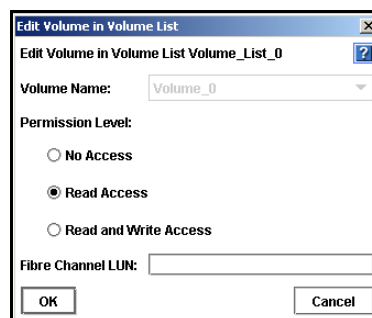 Edit Volume in Volume List
Edit Volume in Volume List Volume_List_0
?
Volume Name: Volume_0
Permission Level:
No Access
Read Access
Read and Write Access
Fibre Channel LUN:
OK Cancel